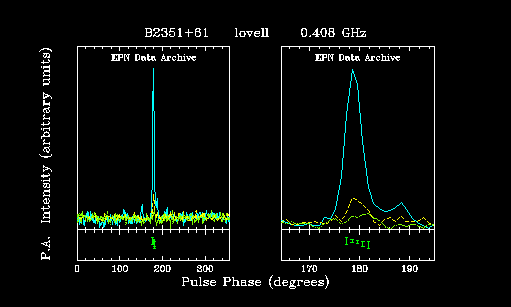 B2351+61 lovell 0.408 GHz
EPN Data Archive EPN Data Archive
P.A. Intensity (arbitrary units)
0 100 200 300 170 180 190
Pulse Phase (degrees)